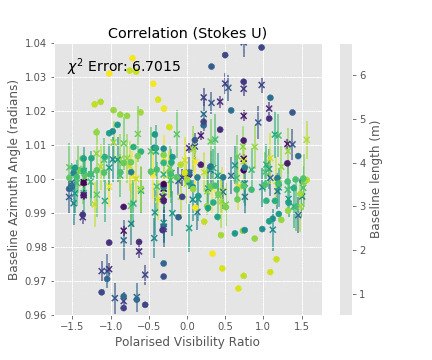 Correlation (Stokes U)
χ² Error: 6.7015
Baseline Azimuth Angle (radians)
1.04
1.03
1.02
1.01
1.00
0.99
0.98
0.97
0.96
−1.5 −1.0 −0.5 0.0 0.5 1.0 1.5
Polarised Visibility Ratio
6
5
4
3
2
1
Baseline length (m)